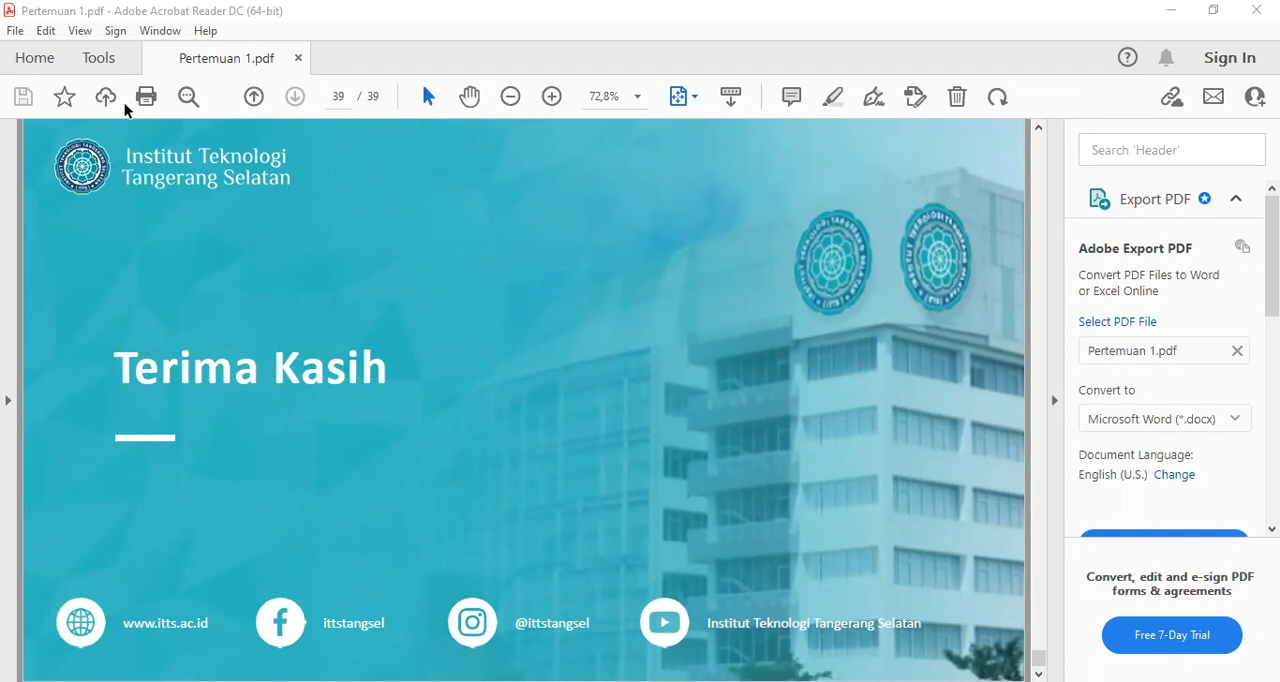 Pertemuan 1.pdf - Adobe Acrobat Reader DC (64-bit)
File Edit View Sign Window Help
Home Tools Pertemuan 1.pdf Sign In
39 / 39 72,8%
Institut Teknologi
Tangerang Selatan
Terima Kasih
www.itts.ac.id ittstangsel @ittstangsel Institut Teknologi Tangerang Selatan
Search 'Header'
Export PDF
Adobe Export PDF
Convert PDF Files to Word
or Excel Online
Select PDF File
Pertemuan 1.pdf
Convert to
Microsoft Word (*.docx)
Document Language:
English (U.S.) Change
Convert, edit and e-sign PDF
forms & agreements
Free 7-Day Trial